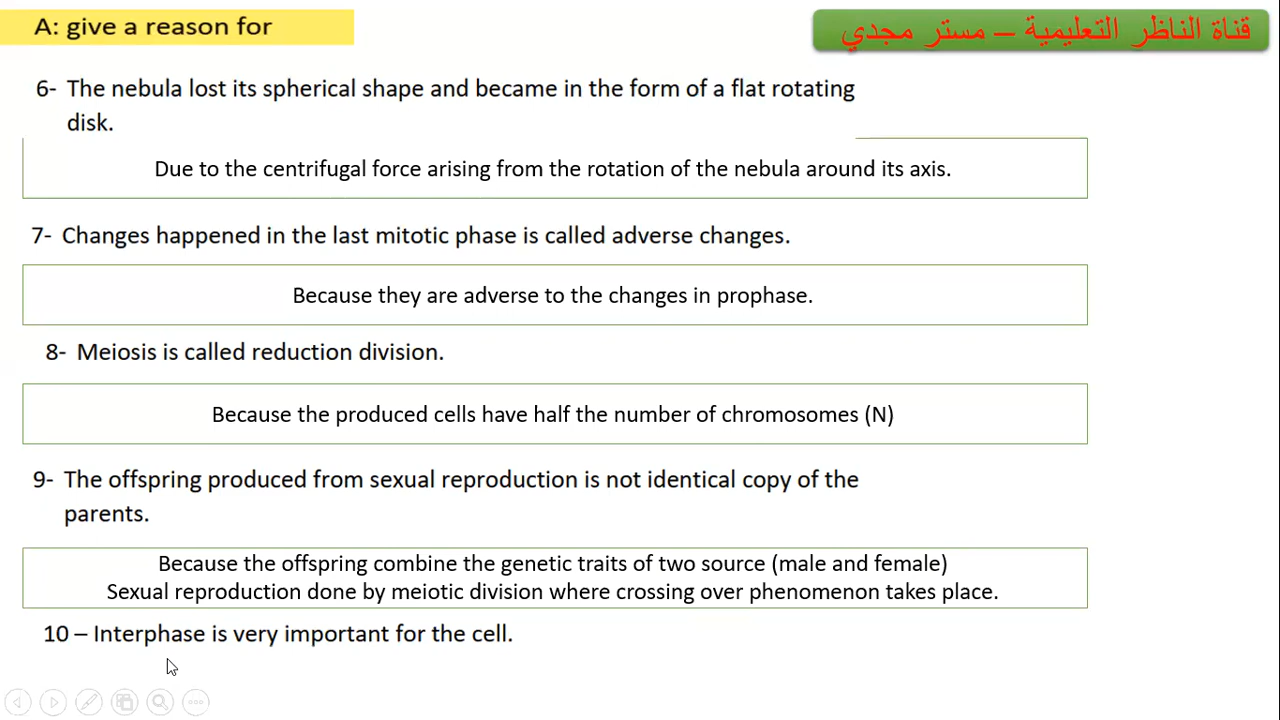 A: give a reason for
قناة الناظر التعليمية – مستر مجدي
6- The nebula lost its spherical shape and became in the form of a flat rotating
disk.
Due to the centrifugal force arising from the rotation of the nebula around its axis.
7- Changes happened in the last mitotic phase is called adverse changes.
Because they are adverse to the changes in prophase.
8- Meiosis is called reduction division.
Because the produced cells have half the number of chromosomes (N)
9- The offspring produced from sexual reproduction is not identical copy of the
parents.
Because the offspring combine the genetic traits of two source (male and female)
Sexual reproduction done by meiotic division where crossing over phenomenon takes place.
10 – Interphase is very important for the cell.